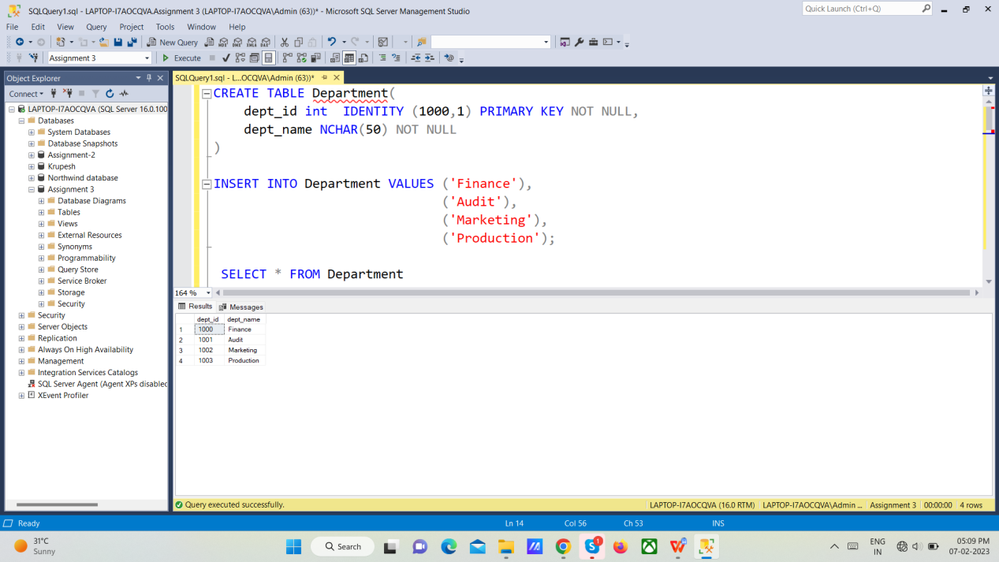 SQLQuery1.sql - LAPTOP-I7AOCQVA.Assignment 3 (LAPTOP-I7AOCQVA\Admin (63))* - Microsoft SQL Server Management Studio
Quick Launch (Ctrl+Q)
File Edit View Query Project Tools Window Help
New Query
Assignment 3
Execute
Object Explorer
SQLQuery1.sql - L...OCQVA\Admin (63))*
Connect
LAPTOP-I7AOCQVA (SQL Server 16.0.100
Databases
System Databases
Database Snapshots
Assignment-2
Krupesh
Northwind database
Assignment 3
Database Diagrams
Tables
Views
External Resources
Synonyms
Programmability
Query Store
Service Broker
Storage
Security
Security
Server Objects
Replication
Always On High Availability
Management
Integration Services Catalogs
SQL Server Agent (Agent XPs disabled
XEvent Profiler
CREATE TABLE Department(
dept_id int IDENTITY (1000,1) PRIMARY KEY NOT NULL,
dept_name NCHAR(50) NOT NULL
)
INSERT INTO Department VALUES ('Finance'),
('Audit'),
('Marketing'),
('Production');
SELECT * FROM Department
164 %
Results Messages
dept_id dept_name
1 1000 Finance
2 1001 Audit
3 1002 Marketing
4 1003 Production
Query executed successfully.
LAPTOP-I7AOCQVA (16.0 RTM) LAPTOP-I7AOCQVA\Admin ... Assignment 3 00:00:00 4 rows
Ready
Ln 14 Col 56 Ch 53 INS
31°C
Sunny
Search
1
ENG
IN
05:09 PM
07-02-2023